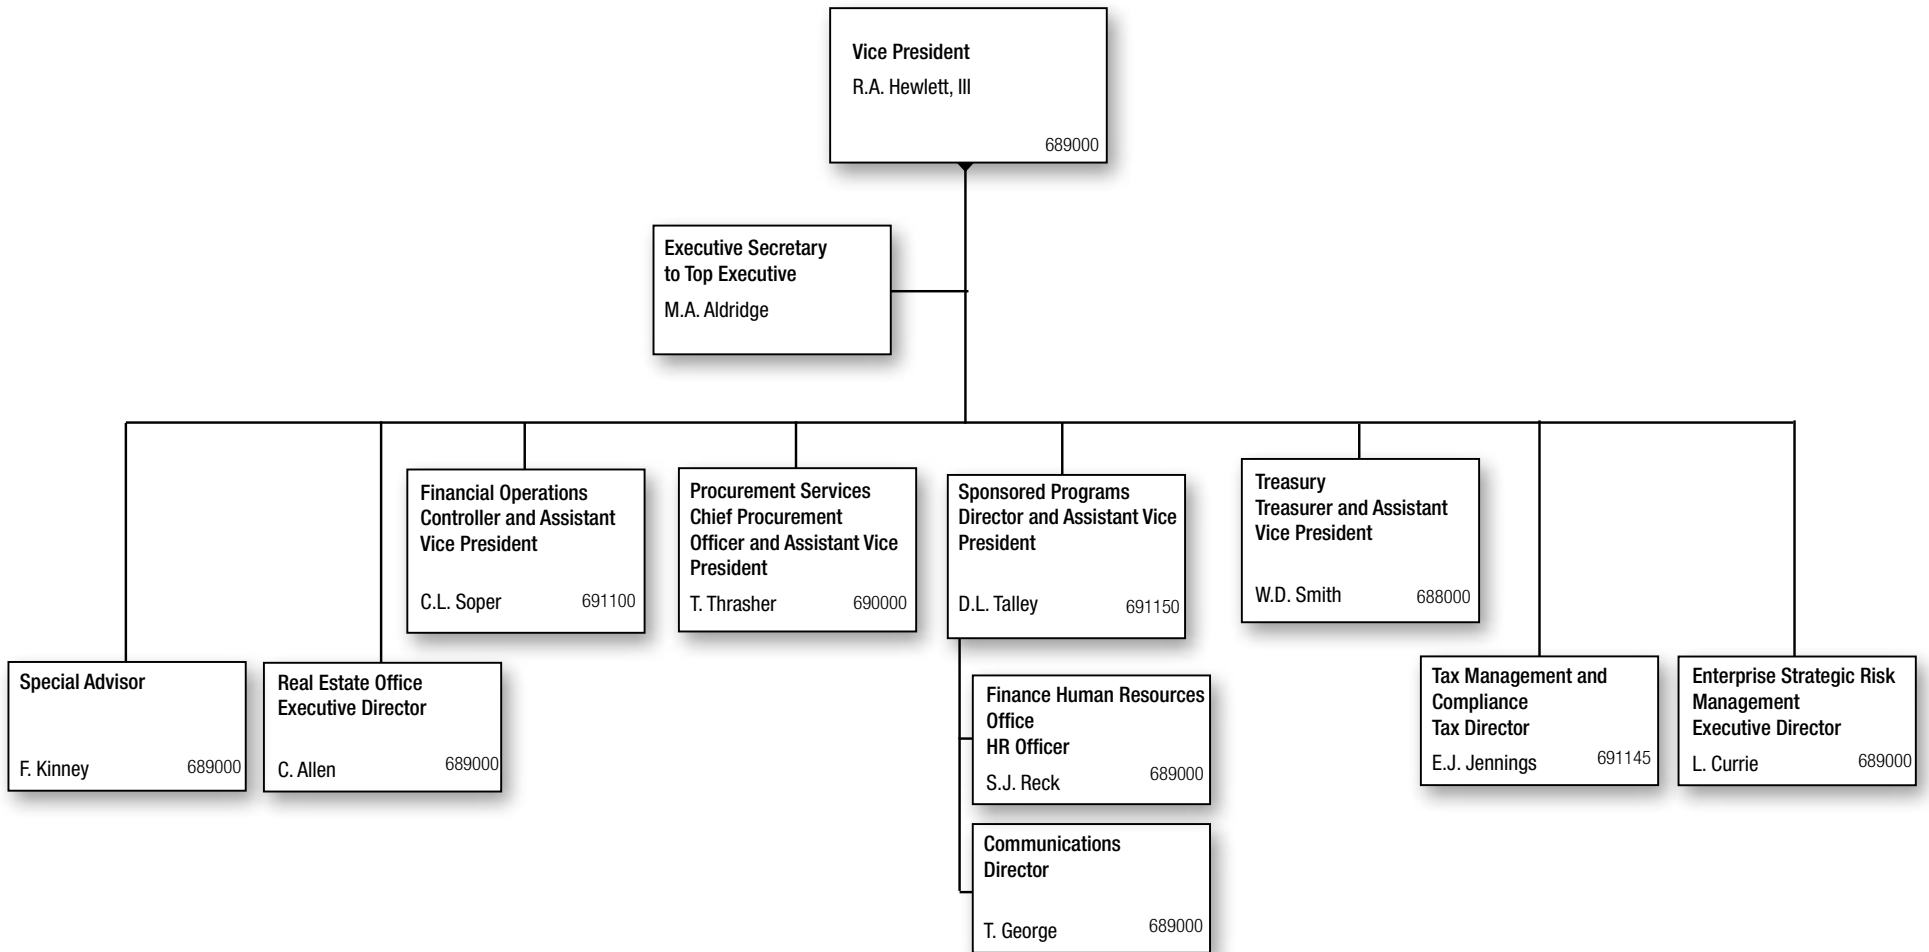 Vice President
R.A. Hewlett, III
689000
Executive Secretary
to Top Executive
M.A. Aldridge
Financial Operations
Controller and Assistant
Vice President
C.L. Soper 691100
Procurement Services
Chief Procurement
Officer and Assistant Vice
President
T. Thrasher 690000
Sponsored Programs
Director and Assistant Vice
President
D.L. Talley 691150
Treasury
Treasurer and Assistant
Vice President
W.D. Smith 688000
Special Advisor
F. Kinney 689000
Real Estate Office
Executive Director
C. Allen 689000
Finance Human Resources
Office
HR Officer
S.J. Reck 689000
Communications
Director
T. George 689000
Tax Management and
Compliance
Tax Director
E.J. Jennings 691145
Enterprise Strategic Risk
Management
Executive Director
L. Currie 689000